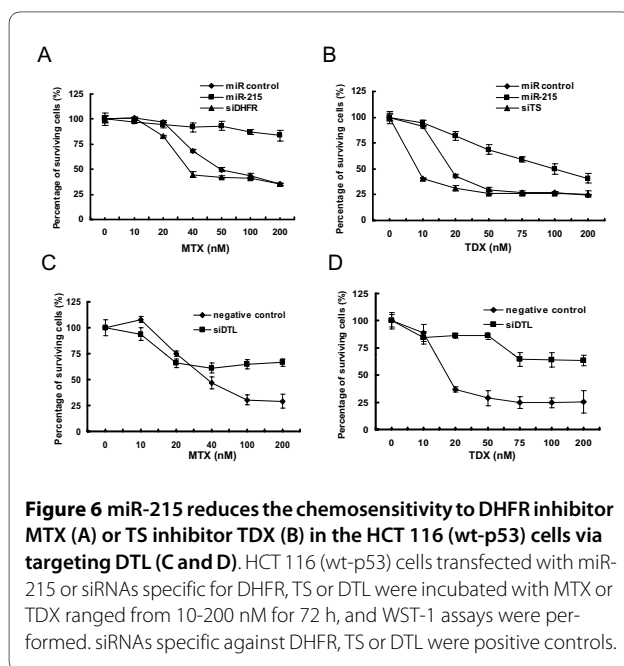 A
miR control
miR-215
siDHFR
Percentage of surviving cells (%)
125
100
75
50
25
0
0 10 20 40 50 100 200
MTX (nM)
B
miR control
miR-215
siTS
Percentage of surviving cells (%)
125
100
75
50
25
0
0 10 20 50 75 100 200
TDX (nM)
C
negative control
siDTL
Percentage of surviving cells (%)
125
100
75
50
25
0
0 10 20 40 100 200
MTX (nM)
D
negative control
siDTL
Percentage of surviving cells (%)
125
100
75
50
25
0
0 10 20 50 75 100 200
TDX (nM)
Figure 6 miR-215 reduces the chemosensitivity to DHFR inhibitor
MTX (A) or TS inhibitor TDX (B) in the HCT 116 (wt-p53) cells via
targeting DTL (C and D). HCT 116 (wt-p53) cells transfected with miR-
215 or siRNAs specific for DHFR, TS or DTL were incubated with MTX or
TDX ranged from 10-200 nM for 72 h, and WST-1 assays were per-
formed. siRNAs specific against DHFR, TS or DTL were positive controls.